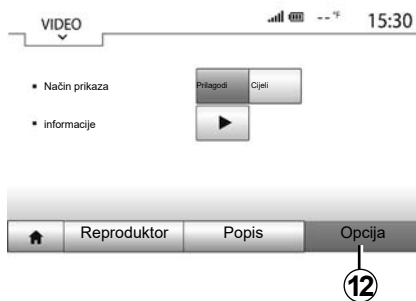 VIDEO
--°F 15:30
▪ Način prikaza Prilagodi Cijeli
▪ informacije
Reproduktor Popis Opcija
12